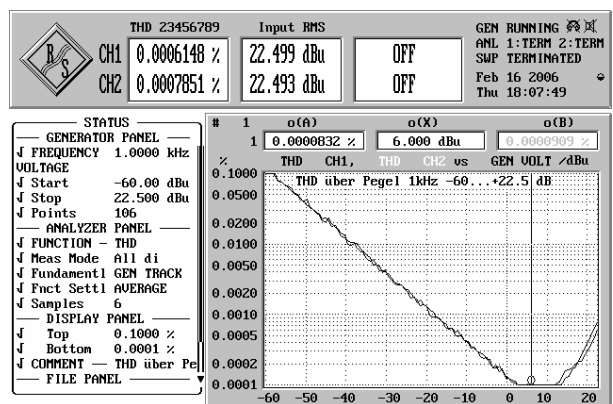 THD 23456789 Input RMS
CH1 0.0006148 % 22.499 dBu OFF
CH2 0.0007851 % 22.493 dBu OFF
R S
GEN RUNNING
ANL 1:TERM 2:TERM
SWP TERMINATED
Feb 16 2006
Thu 18:07:49
STATUS
GENERATOR PANEL
FREQUENCY 1.0000 kHz
VOLTAGE
Start -60.00 dBu
Stop 22.500 dBu
Points 106
ANALYZER PANEL
FUNCTION - THD
Meas Mode All di
Fundamentl GEN TRACK
Fnct Settl AVERAGE
Samples 6
DISPLAY PANEL
Top 0.1000 %
Bottom 0.0001 %
COMMENT - THD über Pe
FILE PANEL
# 1 o(A) o(X) o(B)
1 0.0000832 % 6.000 dBu 0.0000909 %
% THD CH1, THD CH2 vs GEN VOLT /dBu
THD über Pegel 1kHz -60...+22.5 dB
0.1000
0.0500
0.0200
0.0100
0.0050
0.0020
0.0010
0.0005
0.0002
0.0001
-60 -50 -40 -30 -20 -10 0 10 20